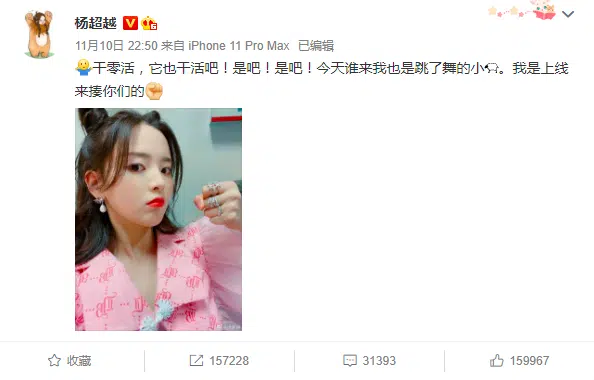 杨超越
11月10日 22:50 来自 iPhone 11 Pro Max 已编辑
干零活，它也干活吧！是吧！是吧！今天谁来我也是跳了舞的小🐑。我是上线
来揍你们的✊
收藏
157228
31393
159967